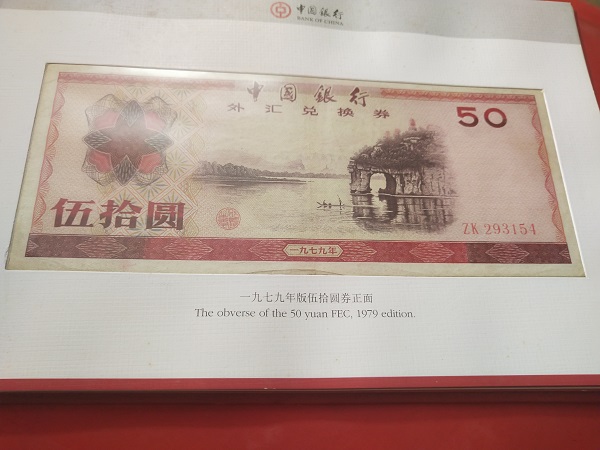 中国银行
BANK OF CHINA
中国银行
外汇兑换券
50
伍拾圆
ZK 293154
一九七九年
一九七九年版伍拾圆券正面
The obverse of the 50 yuan FEC, 1979 edition.